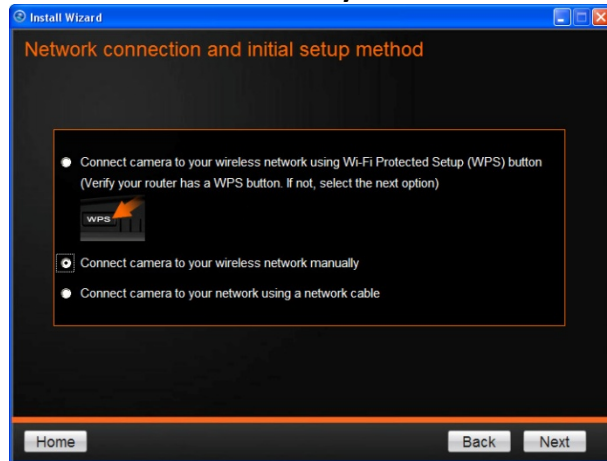 Install Wizard
Network connection and initial setup method
Connect camera to your wireless network using Wi-Fi Protected Setup (WPS) button
(Verify your router has a WPS button. If not, select the next option)
WPS
Connect camera to your wireless network manually
Connect camera to your network using a network cable
Home
Back
Next